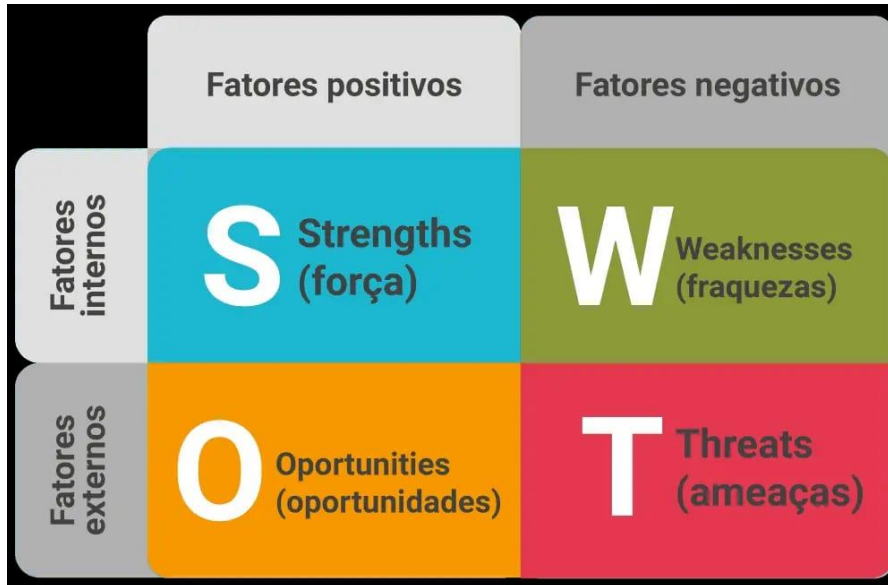 Fatores positivos
Fatores negativos
Fatores
internos
S
Strengths
(força)
W
Weaknesses
(fraquezas)
Fatores
externos
O
Oportunities
(oportunidades)
T
Threats
(ameaças)